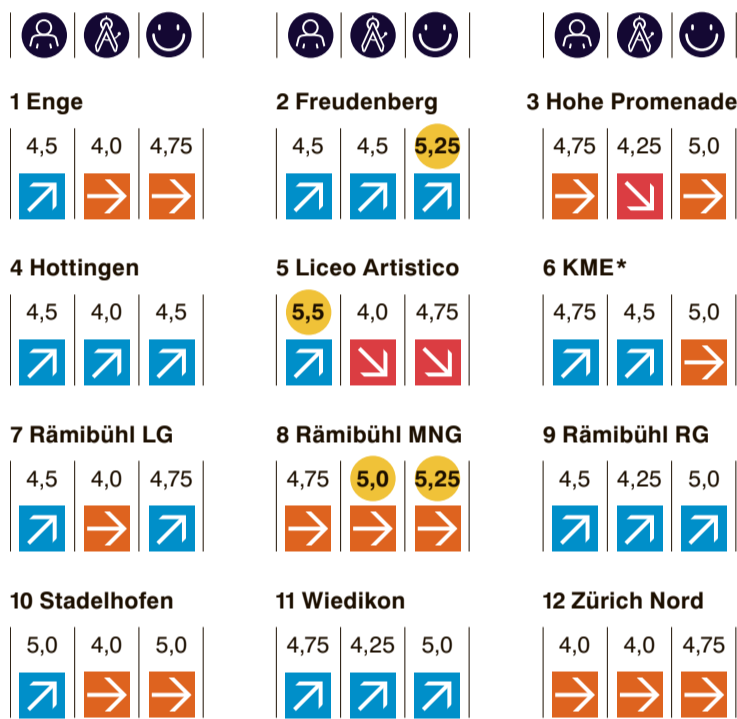 1 Enge
4,5 4,0 4,75
2 Freudenberg
4,5 4,5 5,25
3 Hohe Promenade
4,75 4,25 5,0
4 Hottingen
4,5 4,0 4,5
5 Liceo Artistico
5,5 4,0 4,75
6 KME*
4,75 4,5 5,0
7 Rämibühl LG
4,5 4,0 4,75
8 Rämibühl MNG
4,75 5,0 5,25
9 Rämibühl RG
4,5 4,25 5,0
10 Stadelhofen
5,0 4,0 5,0
11 Wiedikon
4,75 4,25 5,0
12 Zürich Nord
4,0 4,0 4,75